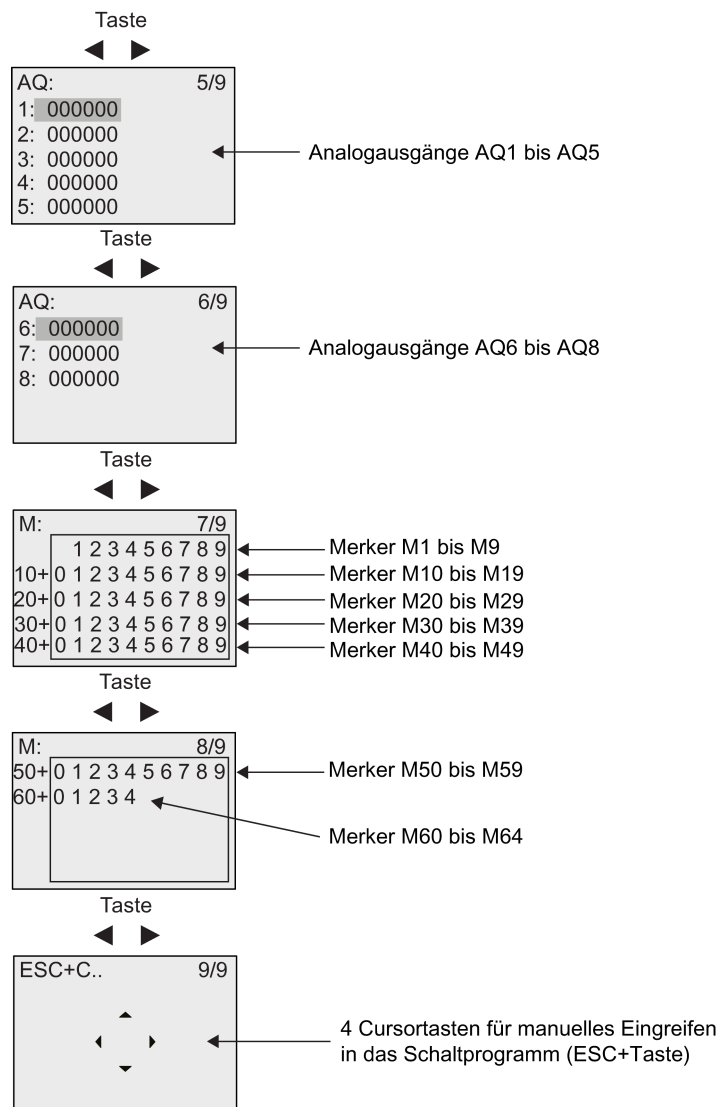 Taste
◀ ▶
AQ: 5/9
1: 000000
2: 000000
3: 000000
4: 000000
5: 000000
Analogausgänge AQ1 bis AQ5
Taste
◀ ▶
AQ: 6/9
6: 000000
7: 000000
8: 000000
Analogausgänge AQ6 bis AQ8
Taste
◀ ▶
M: 7/9
1 2 3 4 5 6 7 8 9 Merker M1 bis M9
10+ 0 1 2 3 4 5 6 7 8 9 Merker M10 bis M19
20+ 0 1 2 3 4 5 6 7 8 9 Merker M20 bis M29
30+ 0 1 2 3 4 5 6 7 8 9 Merker M30 bis M39
40+ 0 1 2 3 4 5 6 7 8 9 Merker M40 bis M49
Taste
◀ ▶
M: 8/9
50+ 0 1 2 3 4 5 6 7 8 9 Merker M50 bis M59
60+ 0 1 2 3 4
Merker M60 bis M64
Taste
◀ ▶
ESC+C.. 9/9
4 Cursortasten für manuelles Eingreifen
in das Schaltprogramm (ESC+Taste)